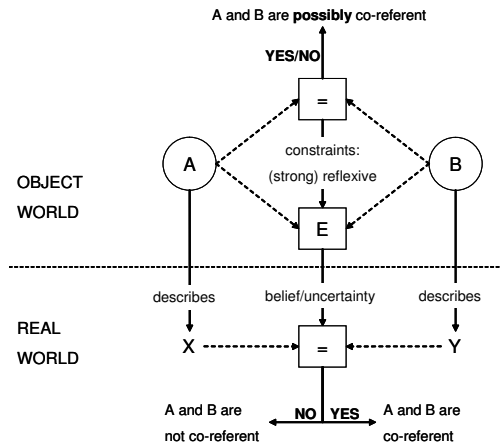 A and B are possibly co-referent
YES/NO
=
constraints:
(strong) reflexive
A
B
OBJECT
WORLD
E
describes
belief/uncertainty
describes
REAL
WORLD
X
=
Y
NO YES
A and B are
not co-referent
A and B are
co-referent